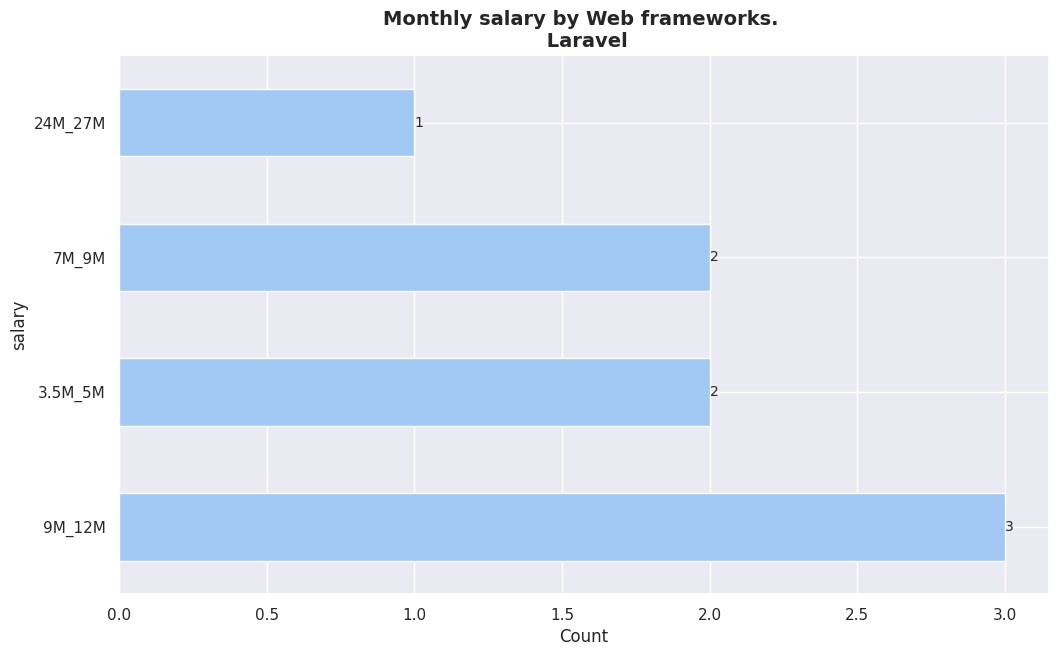 Monthly salary by Web frameworks.
Laravel
24M_27M
1
7M_9M
2
salary
3.5M_5M
2
9M_12M
3
0.0 0.5 1.0 1.5 2.0 2.5 3.0
Count